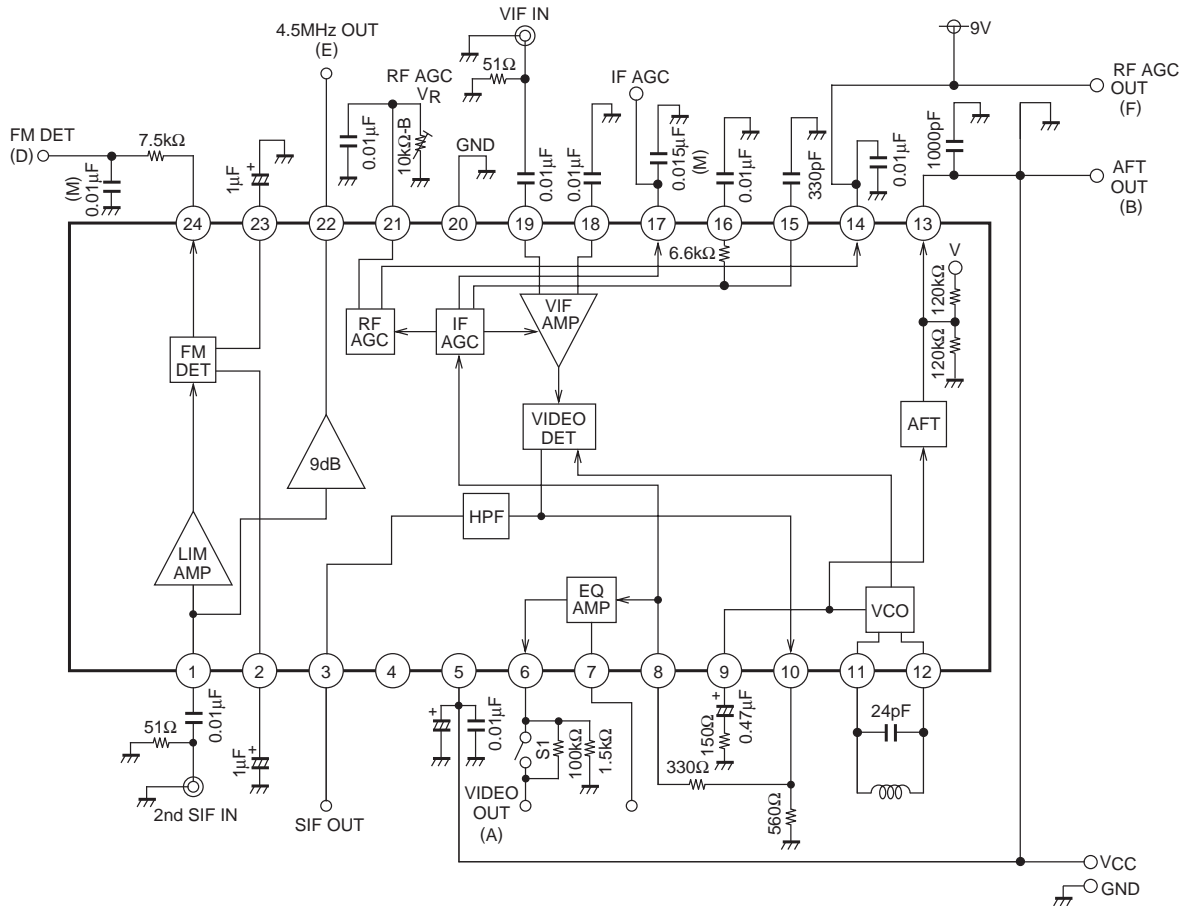 VIF IN
4.5MHz OUT
(E)
RF AGC
VR
51Ω
IF AGC
9V
RF AGC
OUT
(F)
FM DET
(D)
7.5kΩ
(M)
0.01µF
1µF
+
0.01µF
10kΩ-B
GND
0.01µF
0.01µF
0.015µF
(M)
0.01µF
330pF
0.01µF
1000pF
AFT
OUT
(B)
24
23
22
21
20
19
18
17
16
15
14
13
6.6kΩ
V
120kΩ
120kΩ
RF
AGC
IF
AGC
VIF
AMP
FM
DET
VIDEO
DET
AFT
9dB
HPF
LIM
AMP
EQ
AMP
VCO
1
2
3
4
5
6
7
8
9
10
11
12
51Ω
0.01µF
1µF
+
+
0.01µF
S1
100kΩ
1.5kΩ
+
150Ω
0.47µF
24pF
330Ω
560Ω
2nd SIF IN
SIF OUT
VIDEO
OUT
(A)
VCC
GND